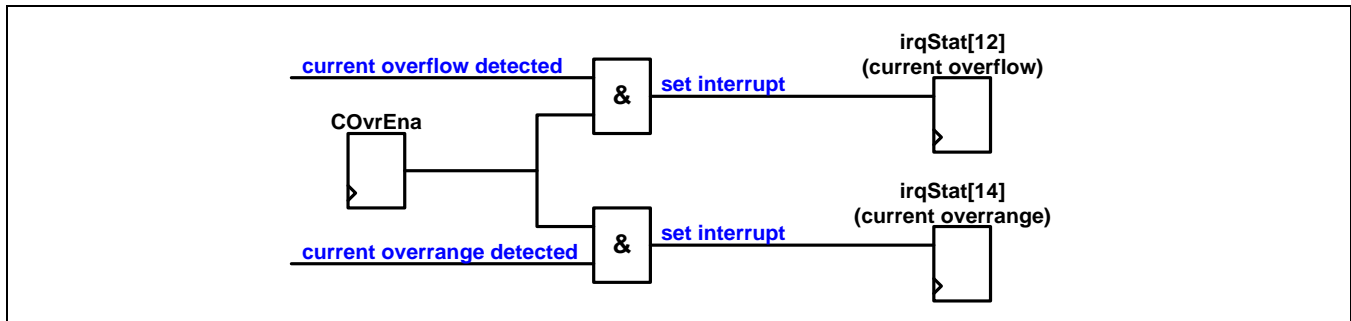 irqStat[12]
(current overflow)
current overflow detected
&
set interrupt
COvrEna
irqStat[14]
(current overrange)
current overrange detected
&
set interrupt